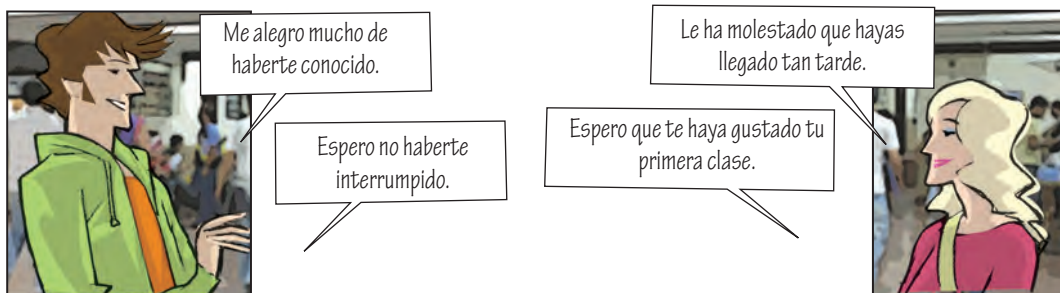 Me alegro mucho de
haberte conocido.
Espero no haberte
interrumpido.
Le ha molestado que hayas
llegado tan tarde.
Espero que te haya gustado tu
primera clase.